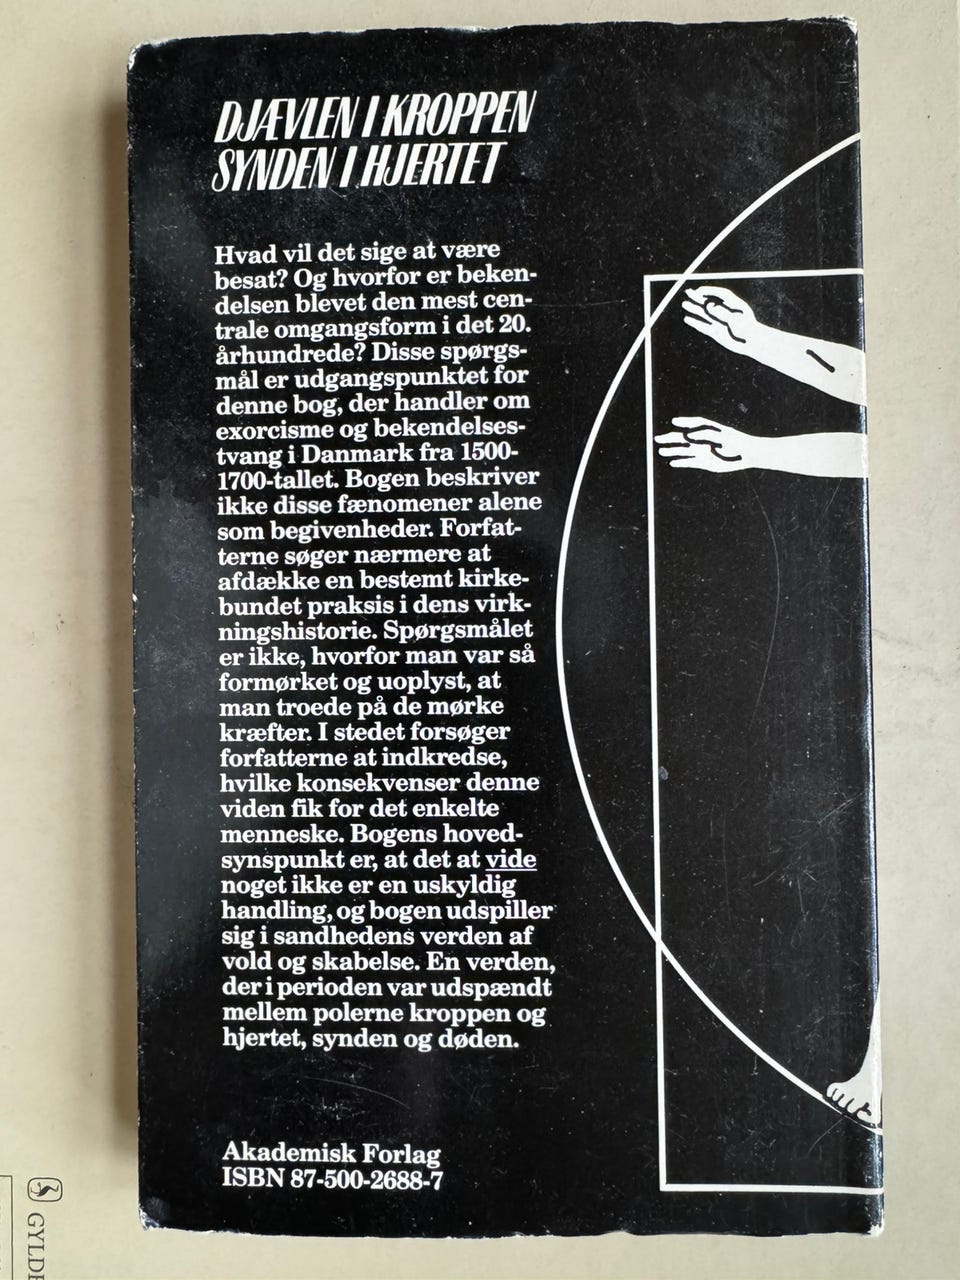 DJÆVLEN I KROPPEN
SYNDEN I HJERTET
Hvad vil det sige at være
besat? Og hvorfor er beken-
delsen blevet den mest cen-
trale omgangsform i det 20.
århundrede? Disse spørgs-
mål er udgangspunktet for
denne bog, der handler om
exorcisme og bekendelses-
tvang i Danmark fra 1500-
1700-tallet. Bogen beskriver
ikke disse fænomener alene
som begivenheder. Forfat-
terne søger nærmere at
afdække en bestemt kirke-
bundet praksis i dens virk-
ningshistorie. Spørgsmålet
er ikke, hvorfor man var så
formørket og uoplyst, at
man troede på de mørke
kræfter. I stedet forsøger
forfatterne at indkredse,
hvilke konsekvenser denne
viden fik for det enkelte
menneske. Bogens hoved-
synspunkt er, at det at vide
noget ikke er en uskyldig
handling, og bogen udspiller
sig i sandhedens verden af
vold og skabelse. En verden,
der i perioden var udspændt
mellem polerne kroppen og
hjertet, synden og døden.
Akademisk Forlag
ISBN 87-500-2688-7